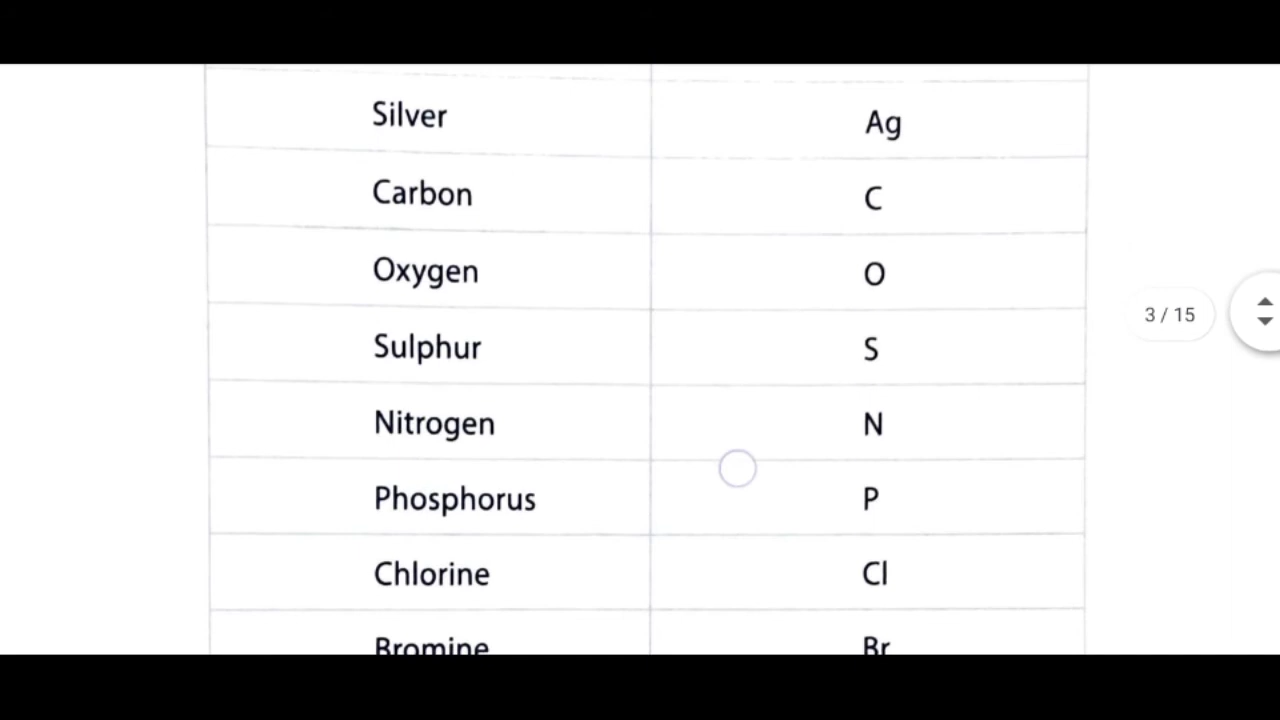 Silver Ag
Carbon C
Oxygen O
Sulphur S
Nitrogen N
3 / 15
Phosphorus P
Chlorine Cl
Bromine Br